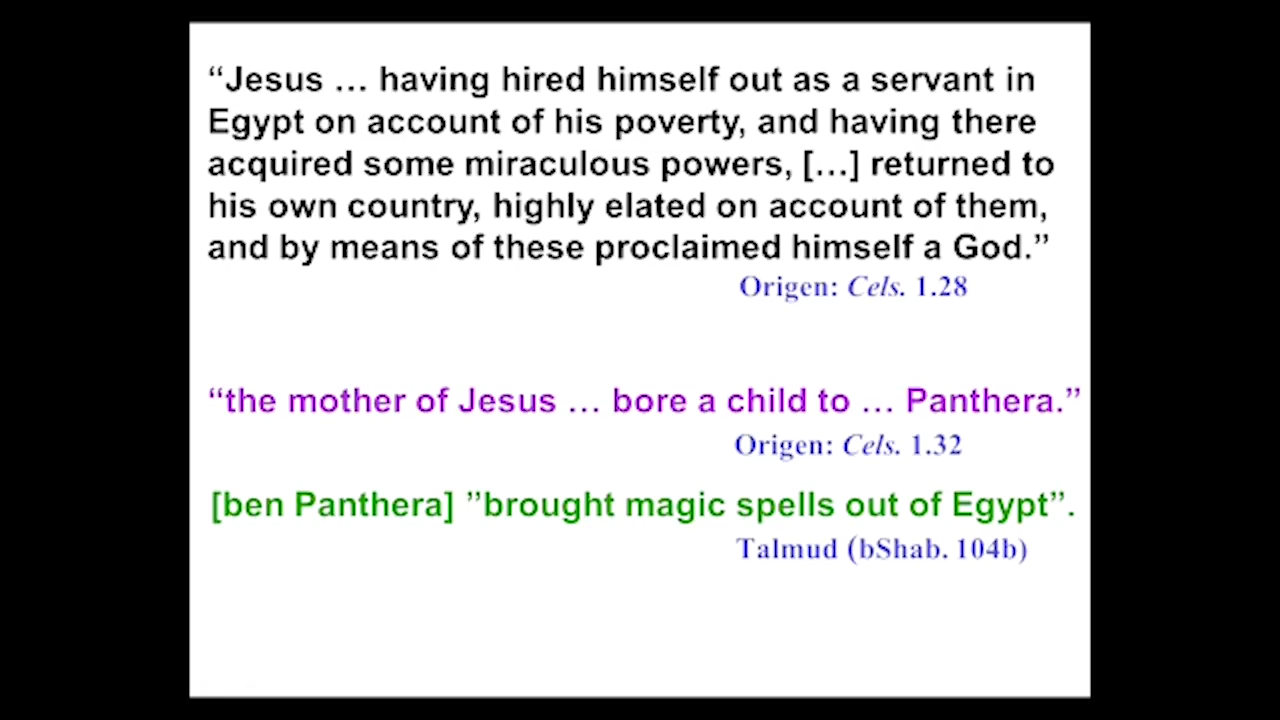 “Jesus … having hired himself out as a servant in
Egypt on account of his poverty, and having there
acquired some miraculous powers, […] returned to
his own country, highly elated on account of them,
and by means of these proclaimed himself a God.”
Origen: Cels. 1.28
“the mother of Jesus … bore a child to … Panthera.”
Origen: Cels. 1.32
[ben Panthera] ”brought magic spells out of Egypt”.
Talmud (bShab. 104b)